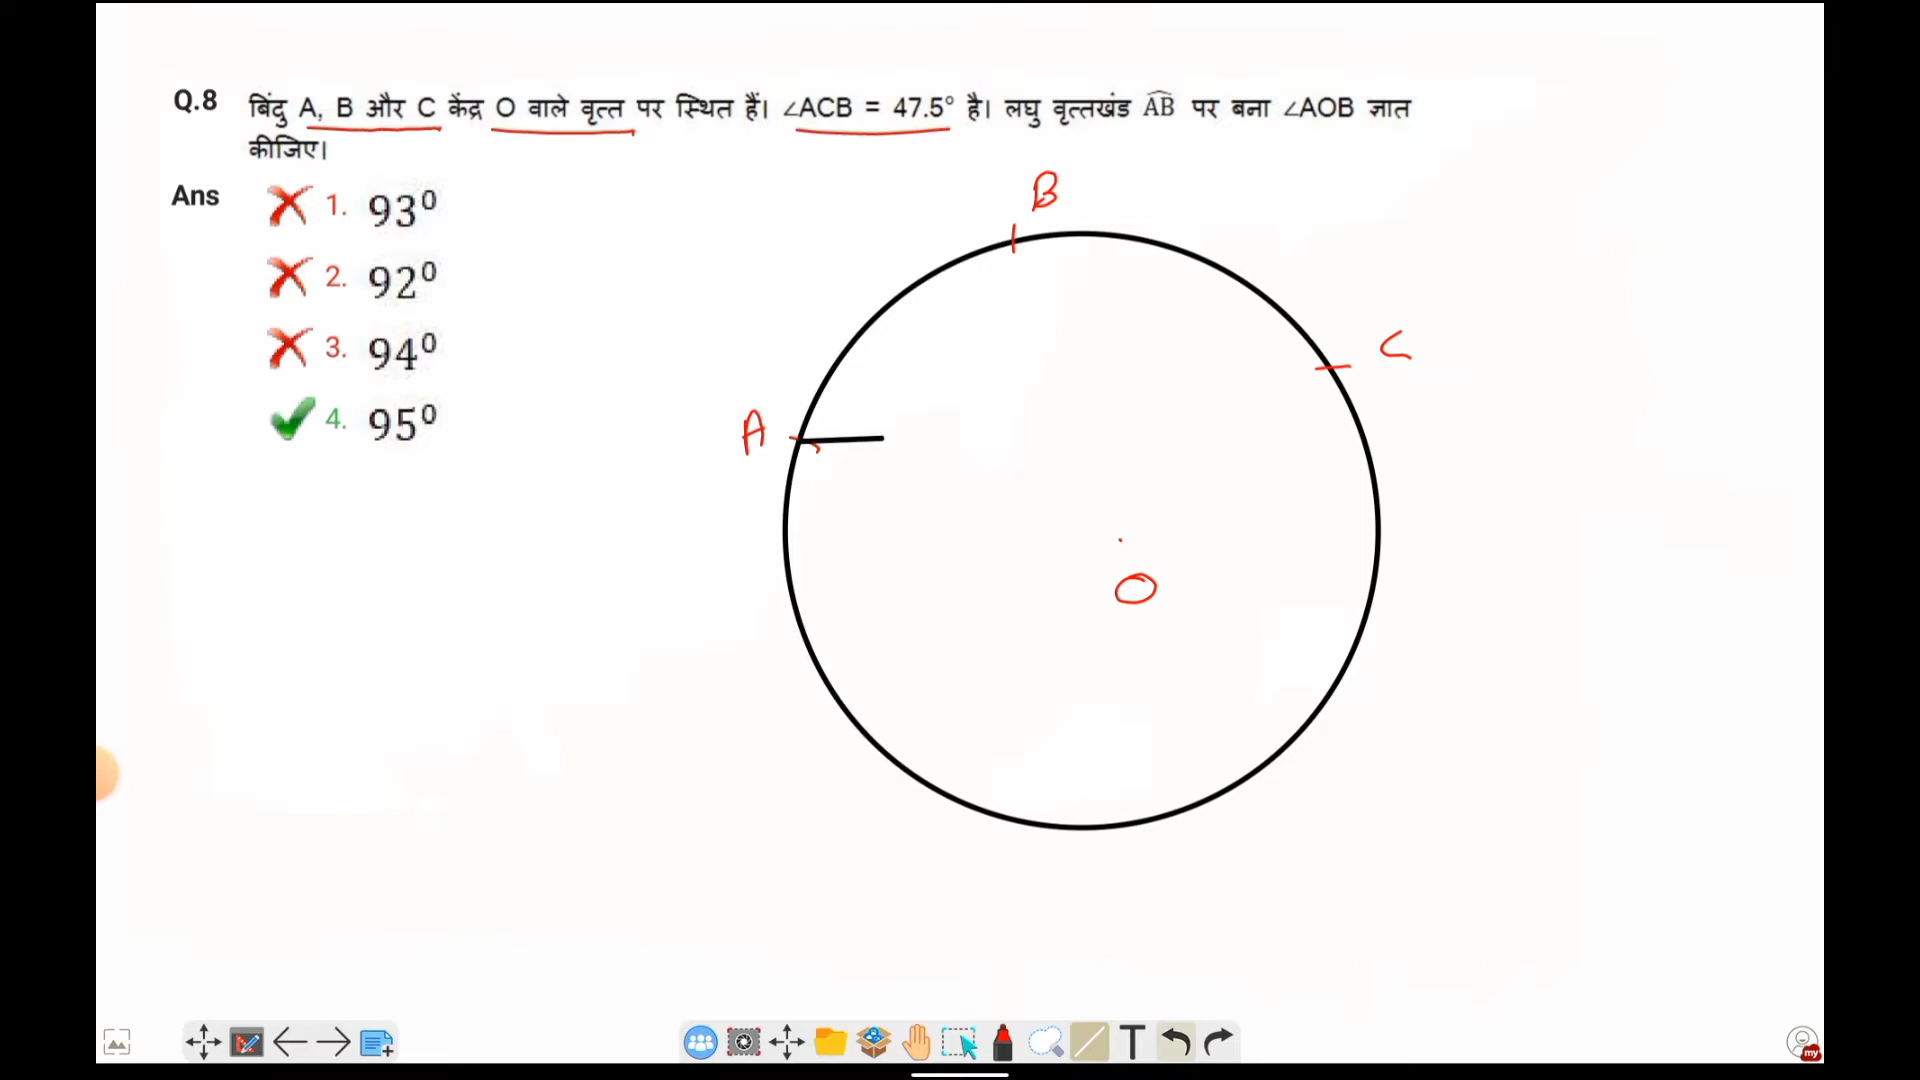 Q.8 बिंदु A, B और C केंद्र O वाले वृत्त पर स्थित हैं। ∠ACB = 47.5° है। लघु वृत्तखंड A͡B पर बना ∠AOB ज्ञात
कीजिए।
Ans 1. 93⁰
2. 92⁰
3. 94⁰
4. 95⁰
B
C
A
O
T
my